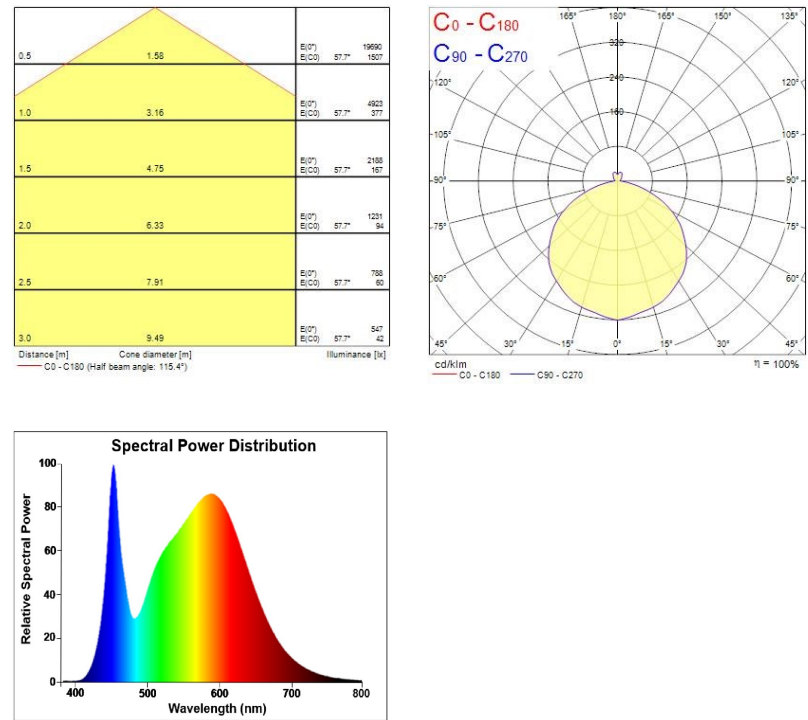 0.5 1.58 E(0°) 19690
E(C0) 57.7° 1507
1.0 3.16 E(0°) 4923
E(C0) 57.7° 377
1.5 4.75 E(0°) 2188
E(C0) 57.7° 167
2.0 6.33 E(0°) 1231
E(C0) 57.7° 94
2.5 7.91 E(0°) 788
E(C0) 57.7° 60
3.0 9.49 E(0°) 547
E(C0) 57.7° 42
Distance [m] Cone diameter [m] Illuminance [lx]
C0 - C180 (Half beam angle: 115.4°)
C0 - C180
C90 - C270
165° 180° 165° 150° 135°
320
240
160
120° 120°
105° 105°
90° 90°
75° 75°
60° 60°
45° 30° 15° 0° 15° 30° 45°
cd/klm η = 100%
C0 - C180 C90 - C270
Spectral Power Distribution
Relative Spectral Power
100
80
60
40
20
0
400 500 600 700 800
Wavelength (nm)